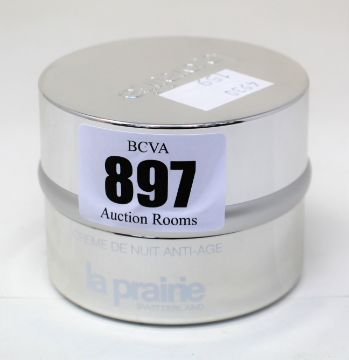 BCVA
897
Auction Rooms
CRÈME DE NUIT ANTI-AGE
la prairie
SWITZERLAND